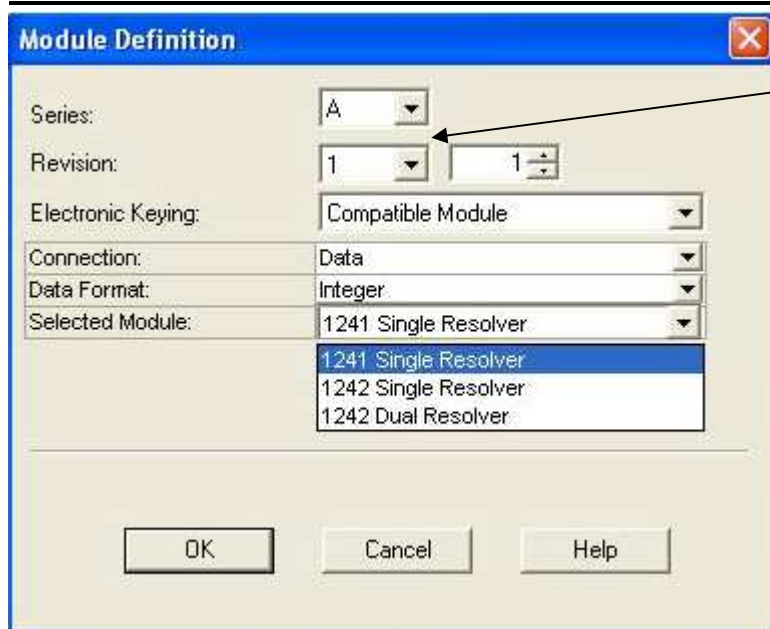 Module Definition
Series: A
Revision: 1 1
Electronic Keying: Compatible Module
Connection: Data
Data Format: Integer
Selected Module: 1241 Single Resolver
1241 Single Resolver
1242 Single Resolver
1242 Dual Resolver
OK Cancel Help